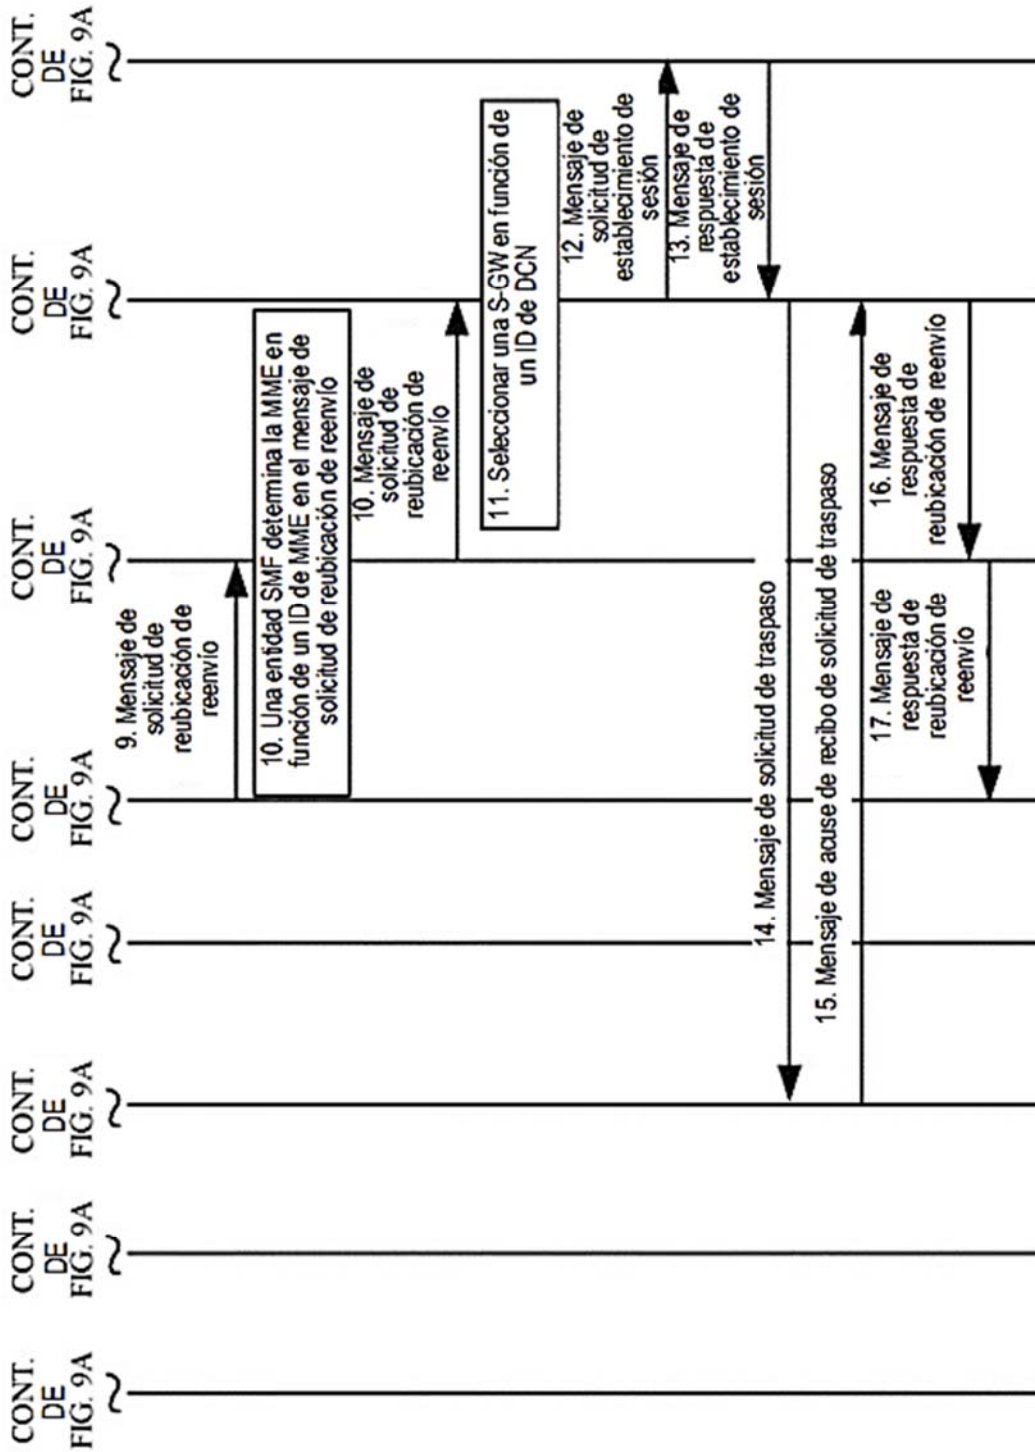 CONT.
DE
FIG. 9A
CONT.
DE
FIG. 9A
CONT.
DE
FIG. 9A
CONT.
DE
FIG. 9A
CONT.
DE
FIG. 9A
CONT.
DE
FIG. 9A
CONT.
DE
FIG. 9A
CONT.
DE
FIG. 9A
9. Mensaje de
solicitud de
reubicación de
reenvío
10. Una entidad SMF determina la MME en
función de un ID de MME en el mensaje de
solicitud de reubicación de reenvío
10. Mensaje de
solicitud de
reubicación de
reenvío
11. Seleccionar una S-GW en función de
un ID de DCN
12. Mensaje de
solicitud de
establecimiento de
sesión
13. Mensaje de
respuesta de
establecimiento de
sesión
14. Mensaje de solicitud de traspaso
15. Mensaje de acuse de recibo de solicitud de traspaso
16. Mensaje de
respuesta de
reubicación de reenvío
17. Mensaje de
respuesta de
reubicación de
reenvío